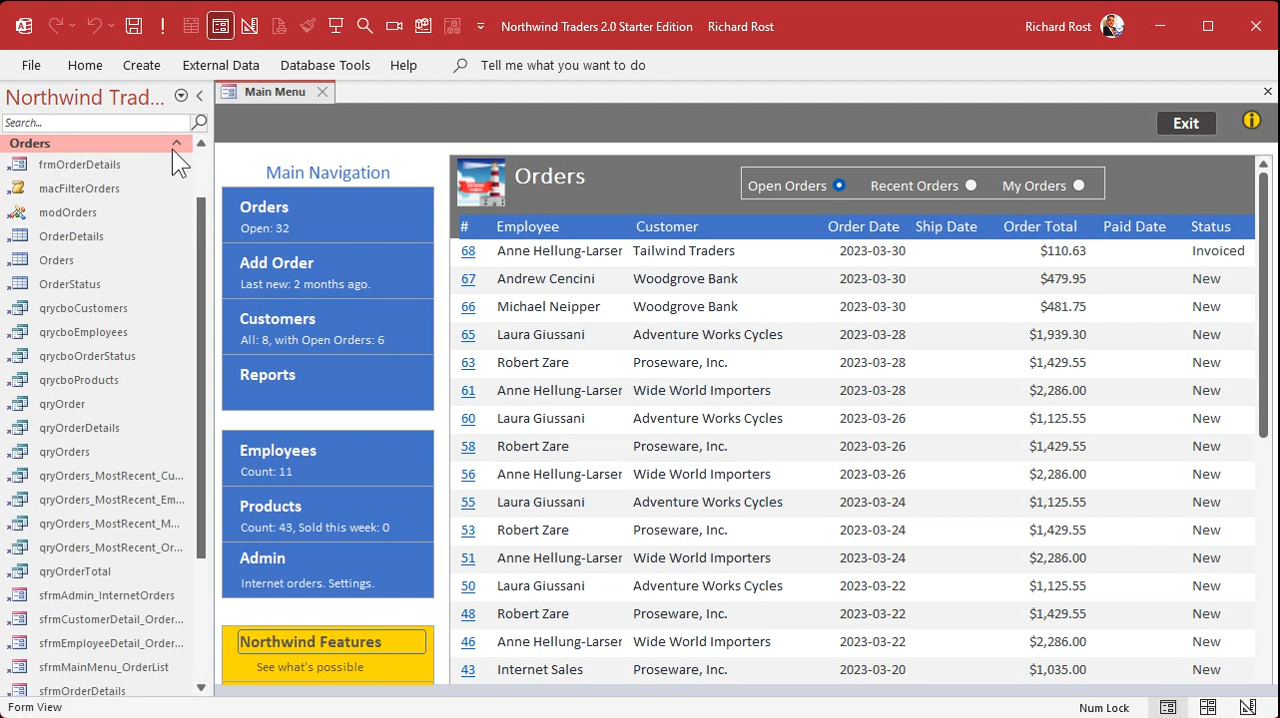 Northwind Traders 2.0 Starter Edition Richard Rost Richard Rost
File Home Create External Data Database Tools Help Tell me what you want to do
Northwind Trad...
Search...
Orders
frmOrderDetails
macFilterOrders
modOrders
OrderDetails
Orders
OrderStatus
qrycboCustomers
qrycboEmployees
qrycboOrderStatus
qrycboProducts
qryOrder
qryOrderDetails
qryOrders
qryOrders_MostRecent_Cu...
qryOrders_MostRecent_Em...
qryOrders_MostRecent_M...
qryOrders_MostRecent_Or...
qryOrderTotal
sfrmAdmin_InternetOrders
sfrmCustomerDetail_Order...
sfrmEmployeeDetail_Order...
sfrmMainMenu_OrderList
sfrmOrderDetails
Main Menu
Exit
Main Navigation
Orders
Open: 32
Add Order
Last new: 2 months ago.
Customers
All: 8, with Open Orders: 6
Reports
Employees
Count: 11
Products
Count: 43, Sold this week: 0
Admin
Internet orders. Settings.
Northwind Features
See what's possible
Orders
Open Orders Recent Orders My Orders
# Employee Customer Order Date Ship Date Order Total Paid Date Status
68 Anne Hellung-Larser Tailwind Traders 2023-03-30 $110.63 Invoiced
67 Andrew Cencini Woodgrove Bank 2023-03-30 $479.95 New
66 Michael Neipper Woodgrove Bank 2023-03-30 $481.75 New
65 Laura Giussani Adventure Works Cycles 2023-03-28 $1,939.30 New
63 Robert Zare Proseware, Inc. 2023-03-28 $1,429.55 New
61 Anne Hellung-Larser Wide World Importers 2023-03-28 $2,286.00 New
60 Laura Giussani Adventure Works Cycles 2023-03-26 $1,125.55 New
58 Robert Zare Proseware, Inc. 2023-03-26 $1,429.55 New
56 Anne Hellung-Larser Wide World Importers 2023-03-26 $2,286.00 New
55 Laura Giussani Adventure Works Cycles 2023-03-24 $1,125.55 New
53 Robert Zare Proseware, Inc. 2023-03-24 $1,429.55 New
51 Anne Hellung-Larser Wide World Importers 2023-03-24 $2,286.00 New
50 Laura Giussani Adventure Works Cycles 2023-03-22 $1,125.55 New
48 Robert Zare Proseware, Inc. 2023-03-22 $1,429.55 New
46 Anne Hellung-Larser Wide World Importers 2023-03-22 $2,286.00 New
43 Internet Sales Proseware, Inc. 2023-03-20 $1,035.00 New
Form View Num Lock